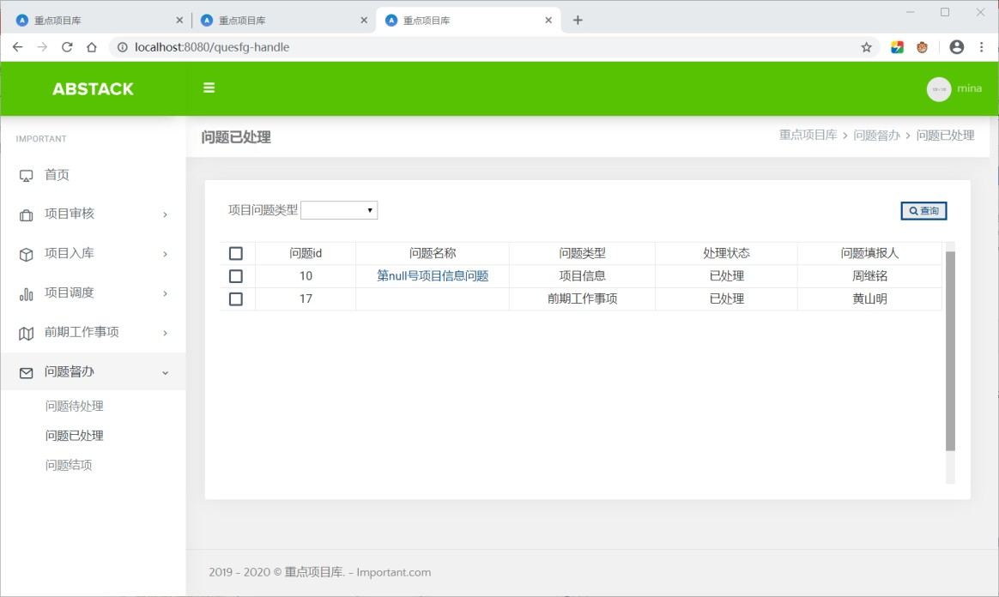 重点项目库 重点项目库 重点项目库
localhost:8080/quesfg-handle
ABSTACK mina
IMPORTANT
问题已处理 重点项目库 > 问题督办 > 问题已处理
首页
项目审核
项目入库
项目调度
前期工作事项
问题督办
问题待处理
问题已处理
问题结项
项目问题类型 查询
问题id 问题名称 问题类型 处理状态 问题填报人
10 第null号项目信息问题 项目信息 已处理 周继铭
17 前期工作事项 已处理 黄山明
2019 - 2020 © 重点项目库. - Important.com